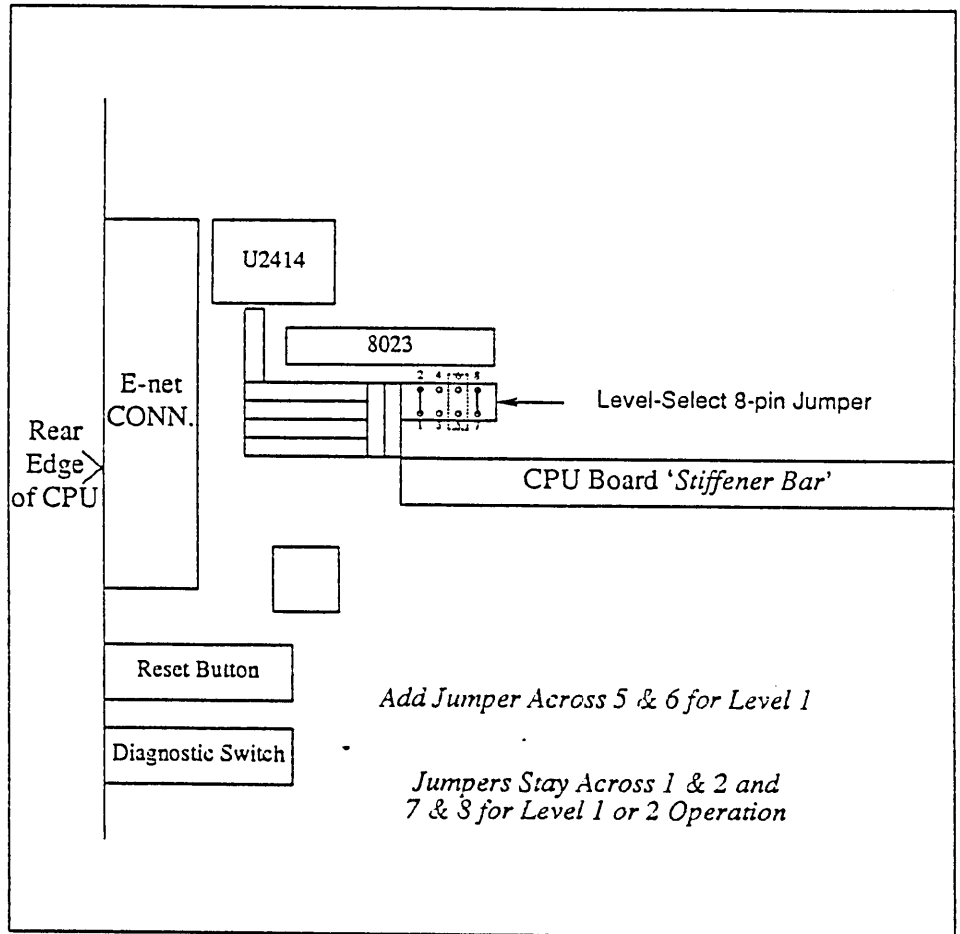 U2414
8023
2 4 6 8
1 3 5 7
Level-Select 8-pin Jumper
E-net
CONN.
Rear
Edge
of CPU
CPU Board ‘Stiffener Bar’
Reset Button
Add Jumper Across 5 & 6 for Level 1
Diagnostic Switch
Jumpers Stay Across 1 & 2 and
7 & 8 for Level 1 or 2 Operation